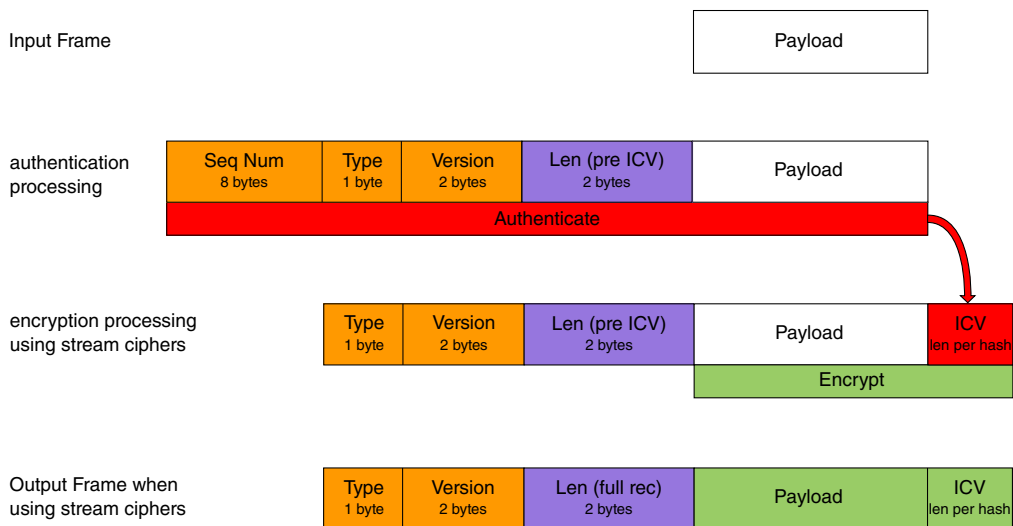 Input Frame
Payload
authentication
processing
Seq Num
8 bytes
Type
1 byte
Version
2 bytes
Len (pre ICV)
2 bytes
Payload
Authenticate
encryption processing
using stream ciphers
Type
1 byte
Version
2 bytes
Len (pre ICV)
2 bytes
Payload
ICV
len per hash
Encrypt
Output Frame when
using stream ciphers
Type
1 byte
Version
2 bytes
Len (full rec)
2 bytes
Payload
ICV
len per hash